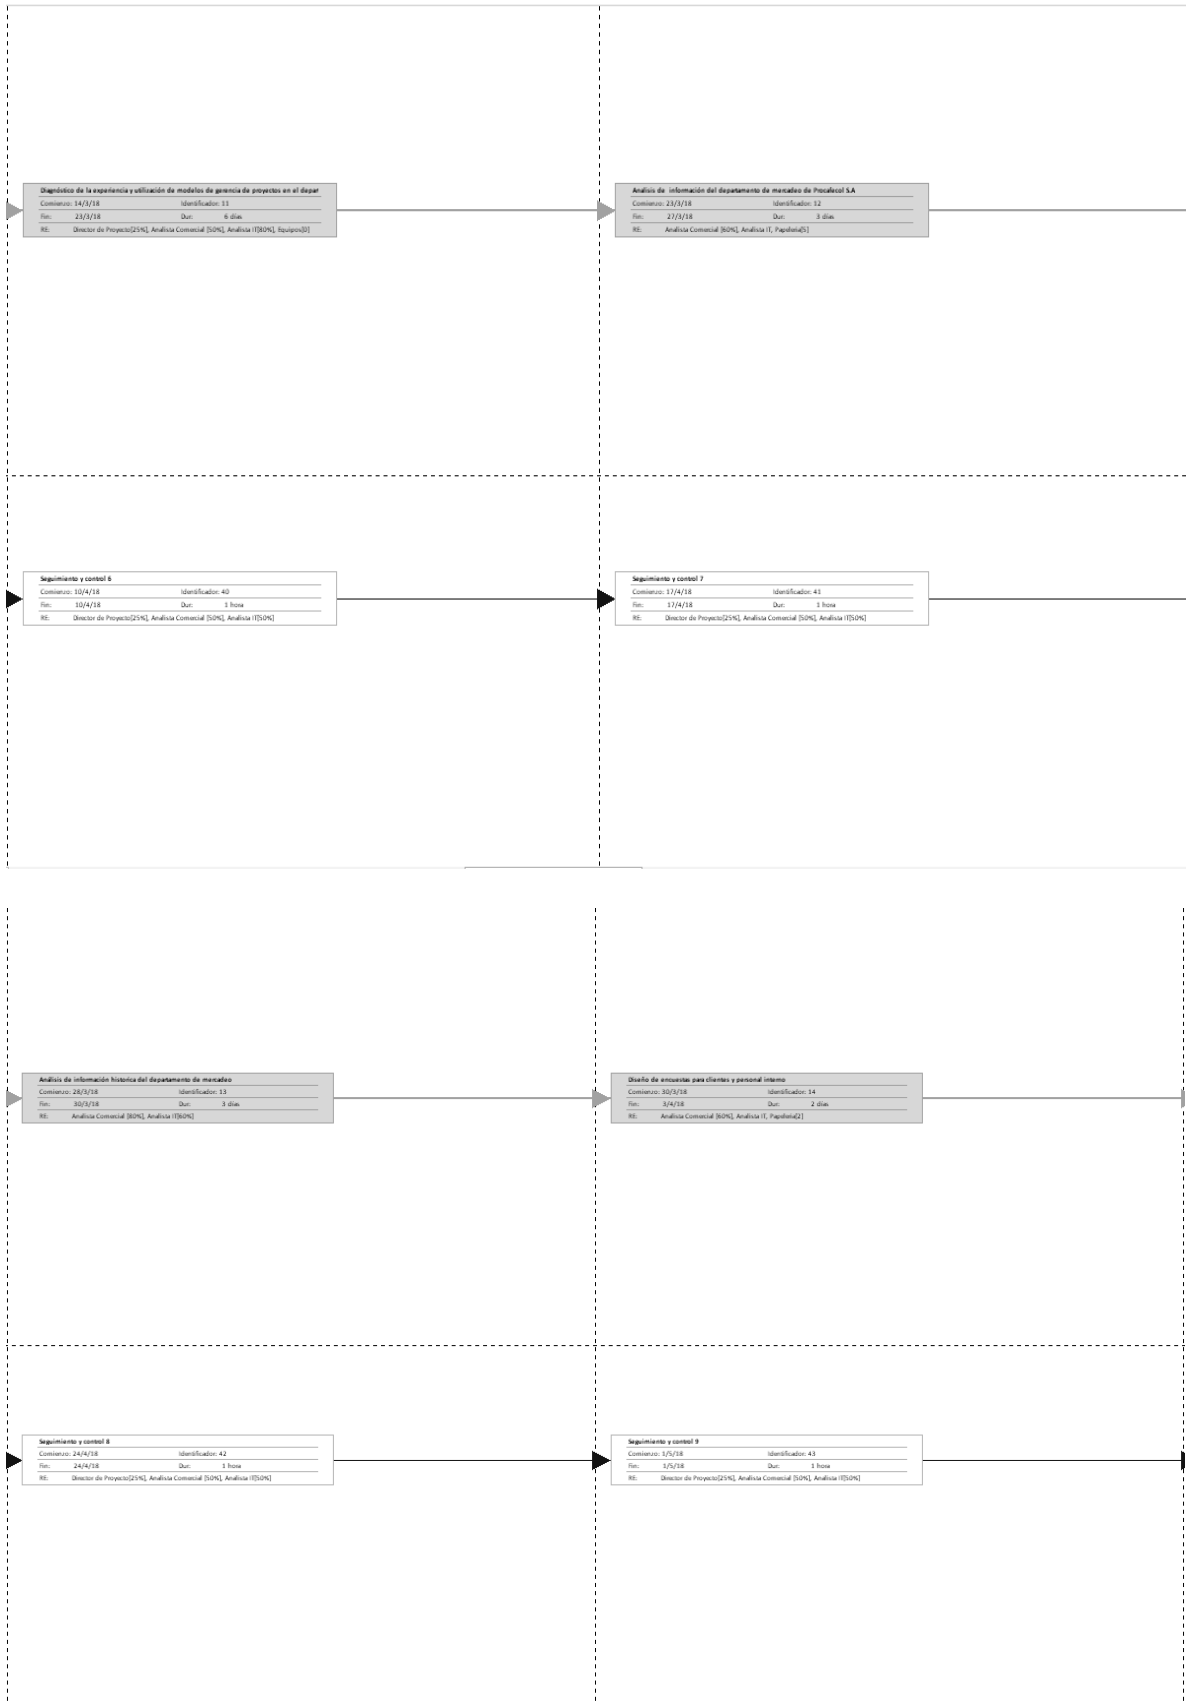 Diagnóstico de la experiencia y utilización de modelos de gerencia de proyectos en el depar
Comienzo: 14/3/18 Identificador: 11
Fin: 23/3/18 Dur: 6 días
RE: Director de Proyecto[25%], Analista Comercial [50%], Analista IT[80%], Equipos[0]
Analisis de información del departamento de mercadeo de Procafecol S.A
Comienzo: 23/3/18 Identificador: 12
Fin: 27/3/18 Dur: 3 días
RE: Analista Comercial [60%], Analista IT, Papeleria[5]
Seguimiento y control 6
Comienzo: 10/4/18 Identificador: 40
Fin: 10/4/18 Dur: 1 hora
RE: Director de Proyecto[25%], Analista Comercial [50%], Analista IT[50%]
Seguimiento y control 7
Comienzo: 17/4/18 Identificador: 41
Fin: 17/4/18 Dur: 1 hora
RE: Director de Proyecto[25%], Analista Comercial [50%], Analista IT[50%]
Análisis de información historica del departamento de mercadeo
Comienzo: 28/3/18 Identificador: 13
Fin: 30/3/18 Dur: 3 días
RE: Analista Comercial [80%], Analista IT[60%]
Diseño de encuestas para clientes y personal interno
Comienzo: 30/3/18 Identificador: 14
Fin: 3/4/18 Dur: 2 días
RE: Analista Comercial [60%], Analista IT, Papeleria[2]
Seguimiento y control 8
Comienzo: 24/4/18 Identificador: 42
Fin: 24/4/18 Dur: 1 hora
RE: Director de Proyecto[25%], Analista Comercial [50%], Analista IT[50%]
Seguimiento y control 9
Comienzo: 1/5/18 Identificador: 43
Fin: 1/5/18 Dur: 1 hora
RE: Director de Proyecto[25%], Analista Comercial [50%], Analista IT[50%]